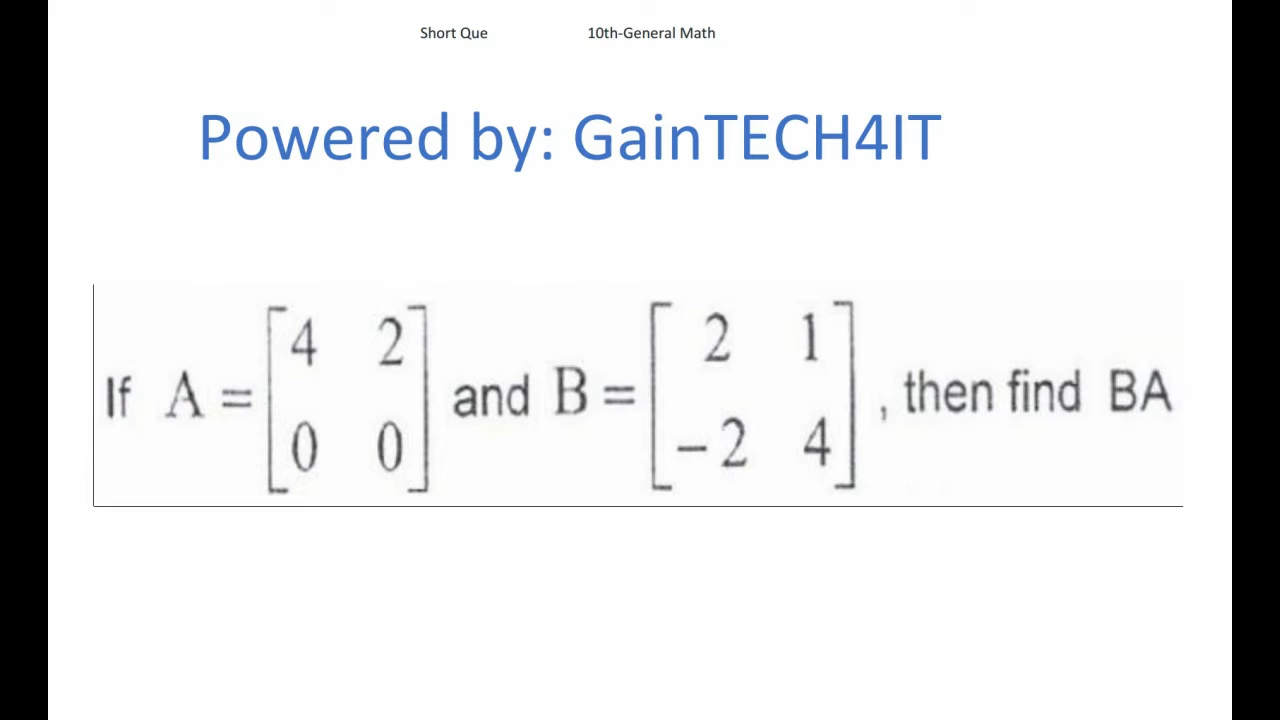 Short Que 10th-General Math
Powered by: GainTECH4IT
If A = [4 2
0 0] and B = [2 1
-2 4], then find BA